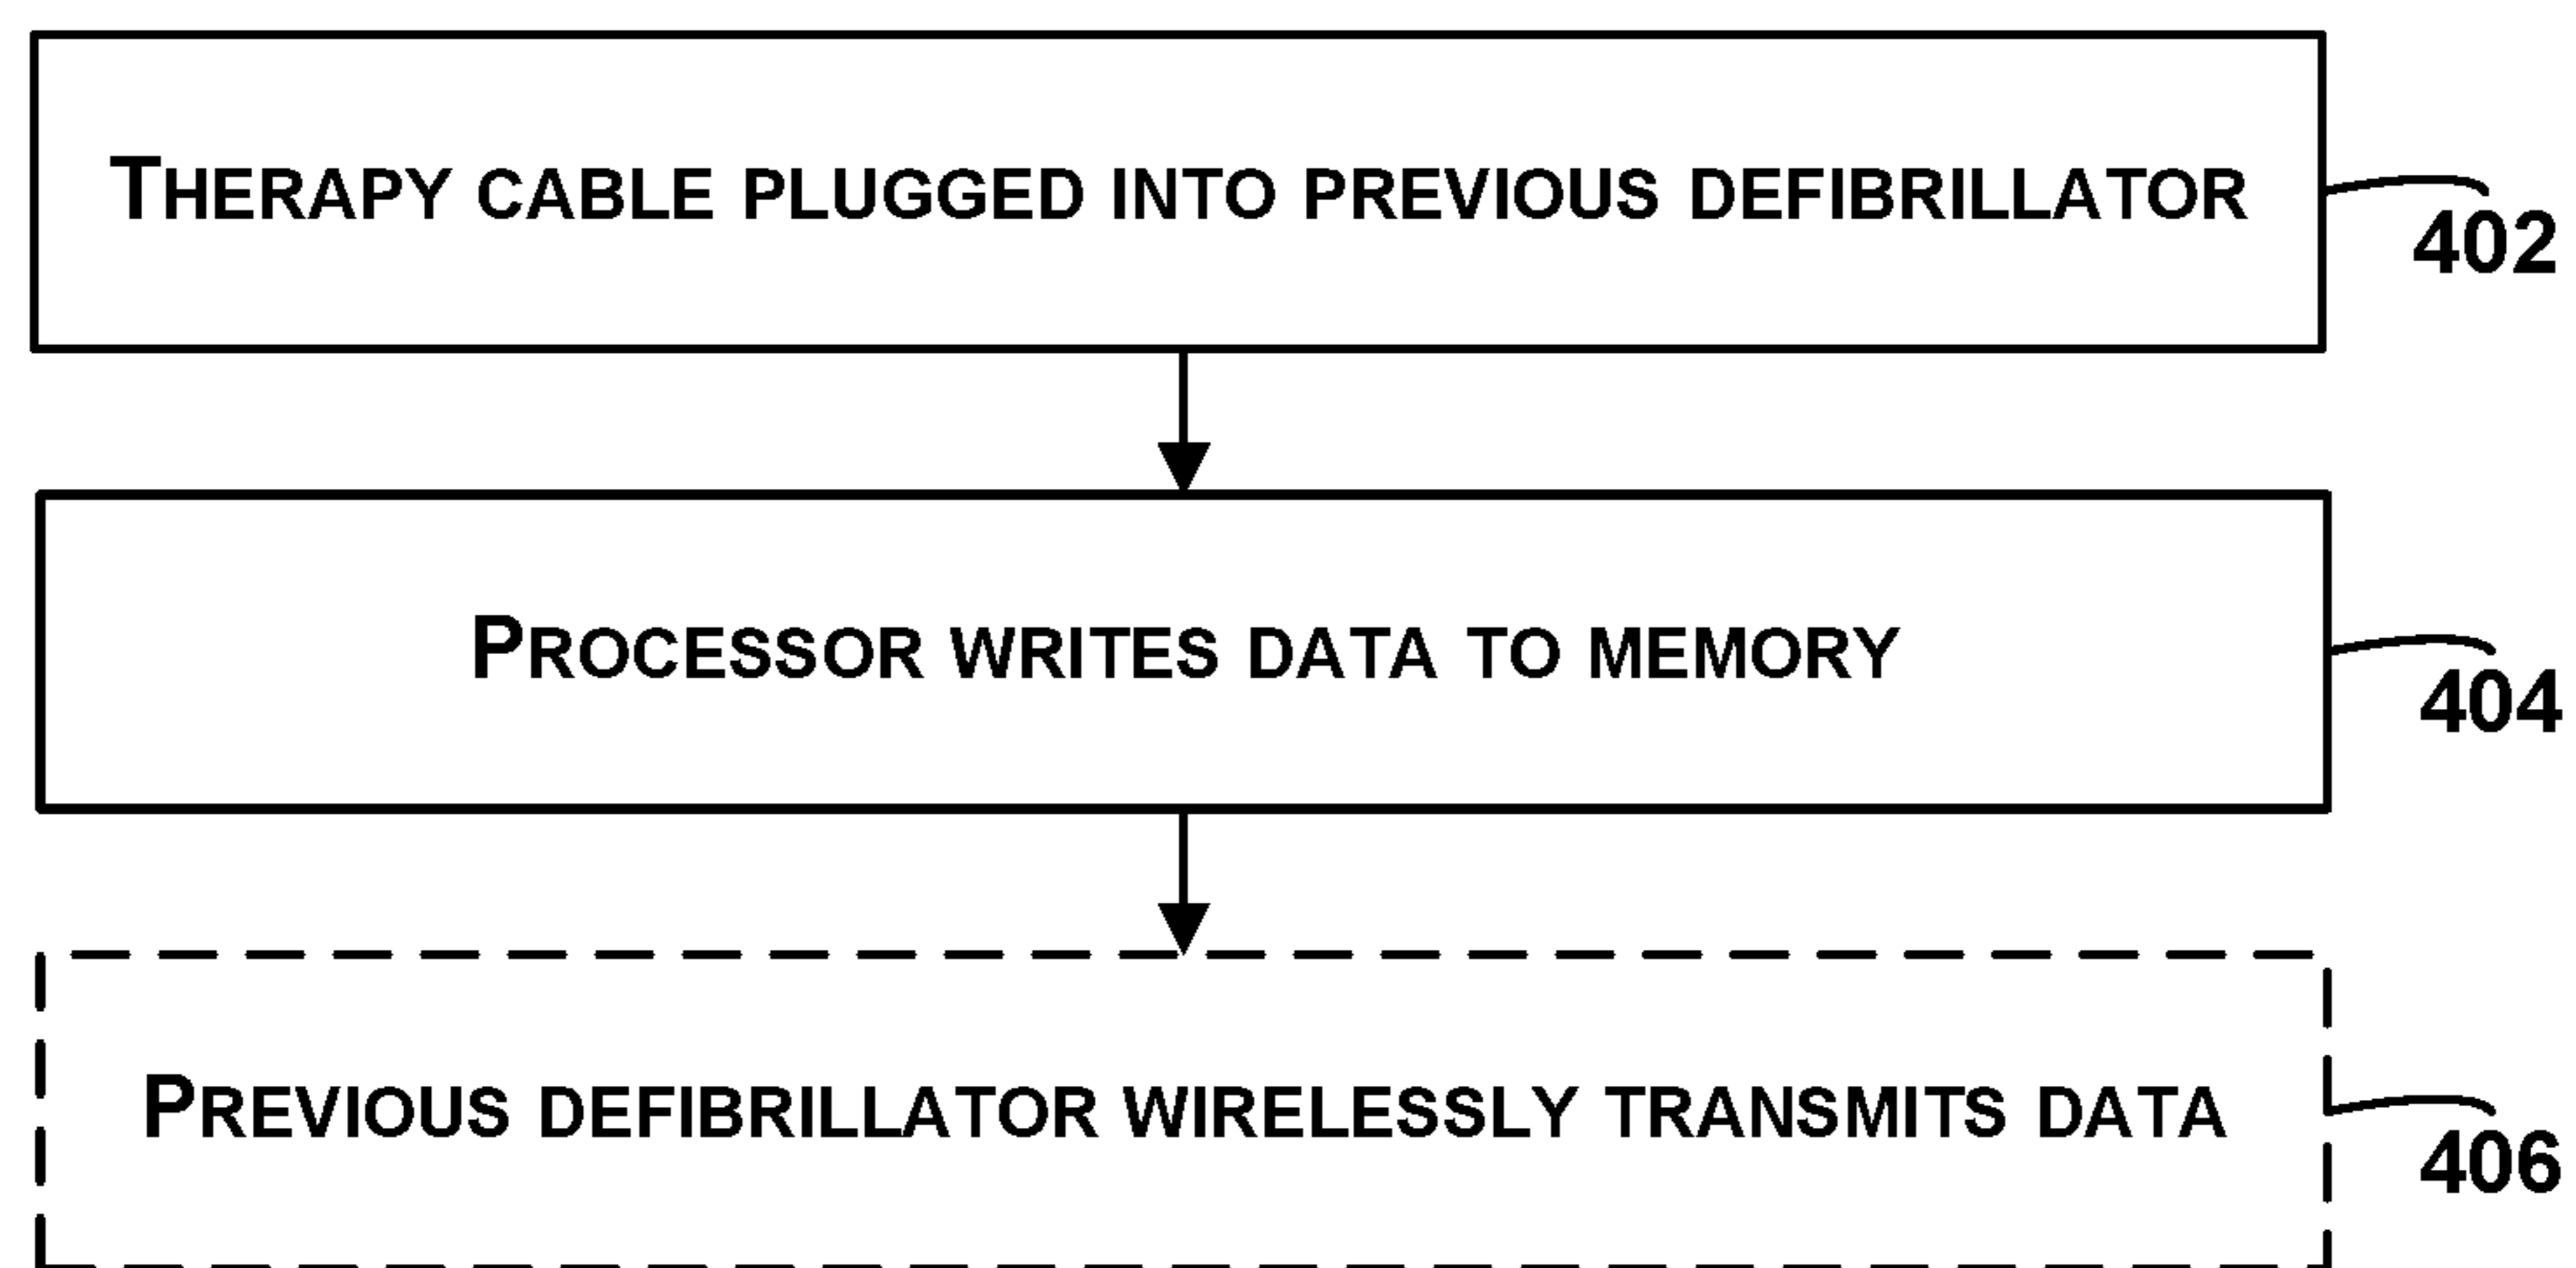 THERAPY CABLE PLUGGED INTO PREVIOUS DEFIBRILLATOR
402
PROCESSOR WRITES DATA TO MEMORY
404
PREVIOUS DEFIBRILLATOR WIRELESSLY TRANSMITS DATA
406